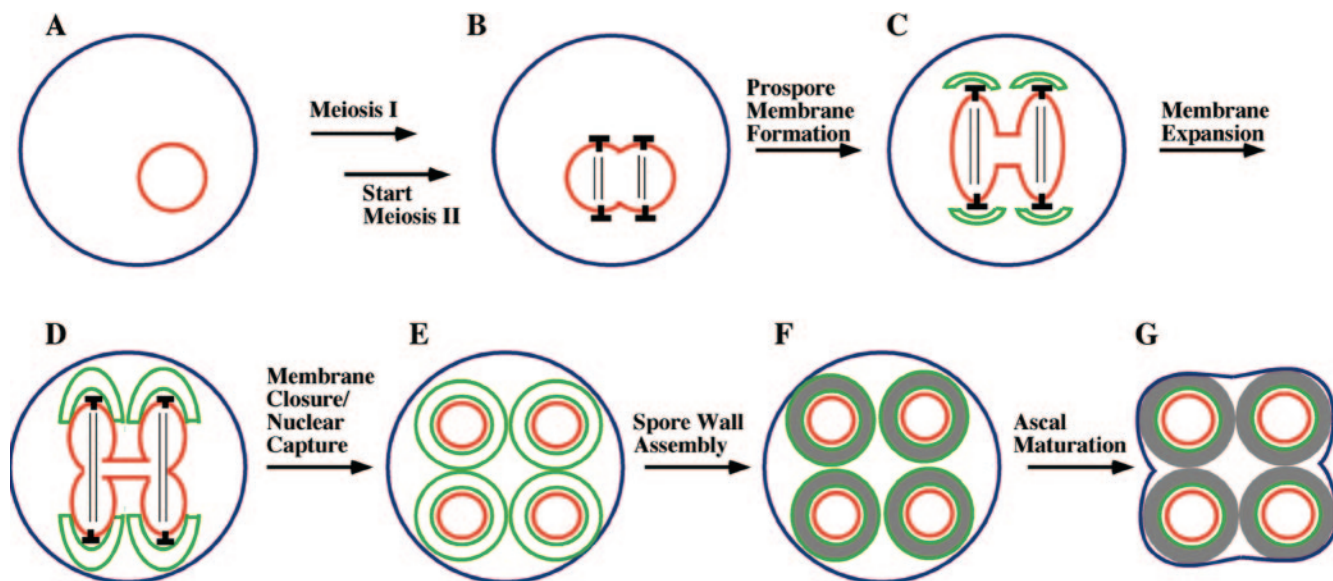 A
Meiosis I
Start
Meiosis II
B
Prospore
Membrane
Formation
C
Membrane
Expansion
D
Membrane
Closure/
Nuclear
Capture
E
Spore Wall
Assembly
F
Ascal
Maturation
G